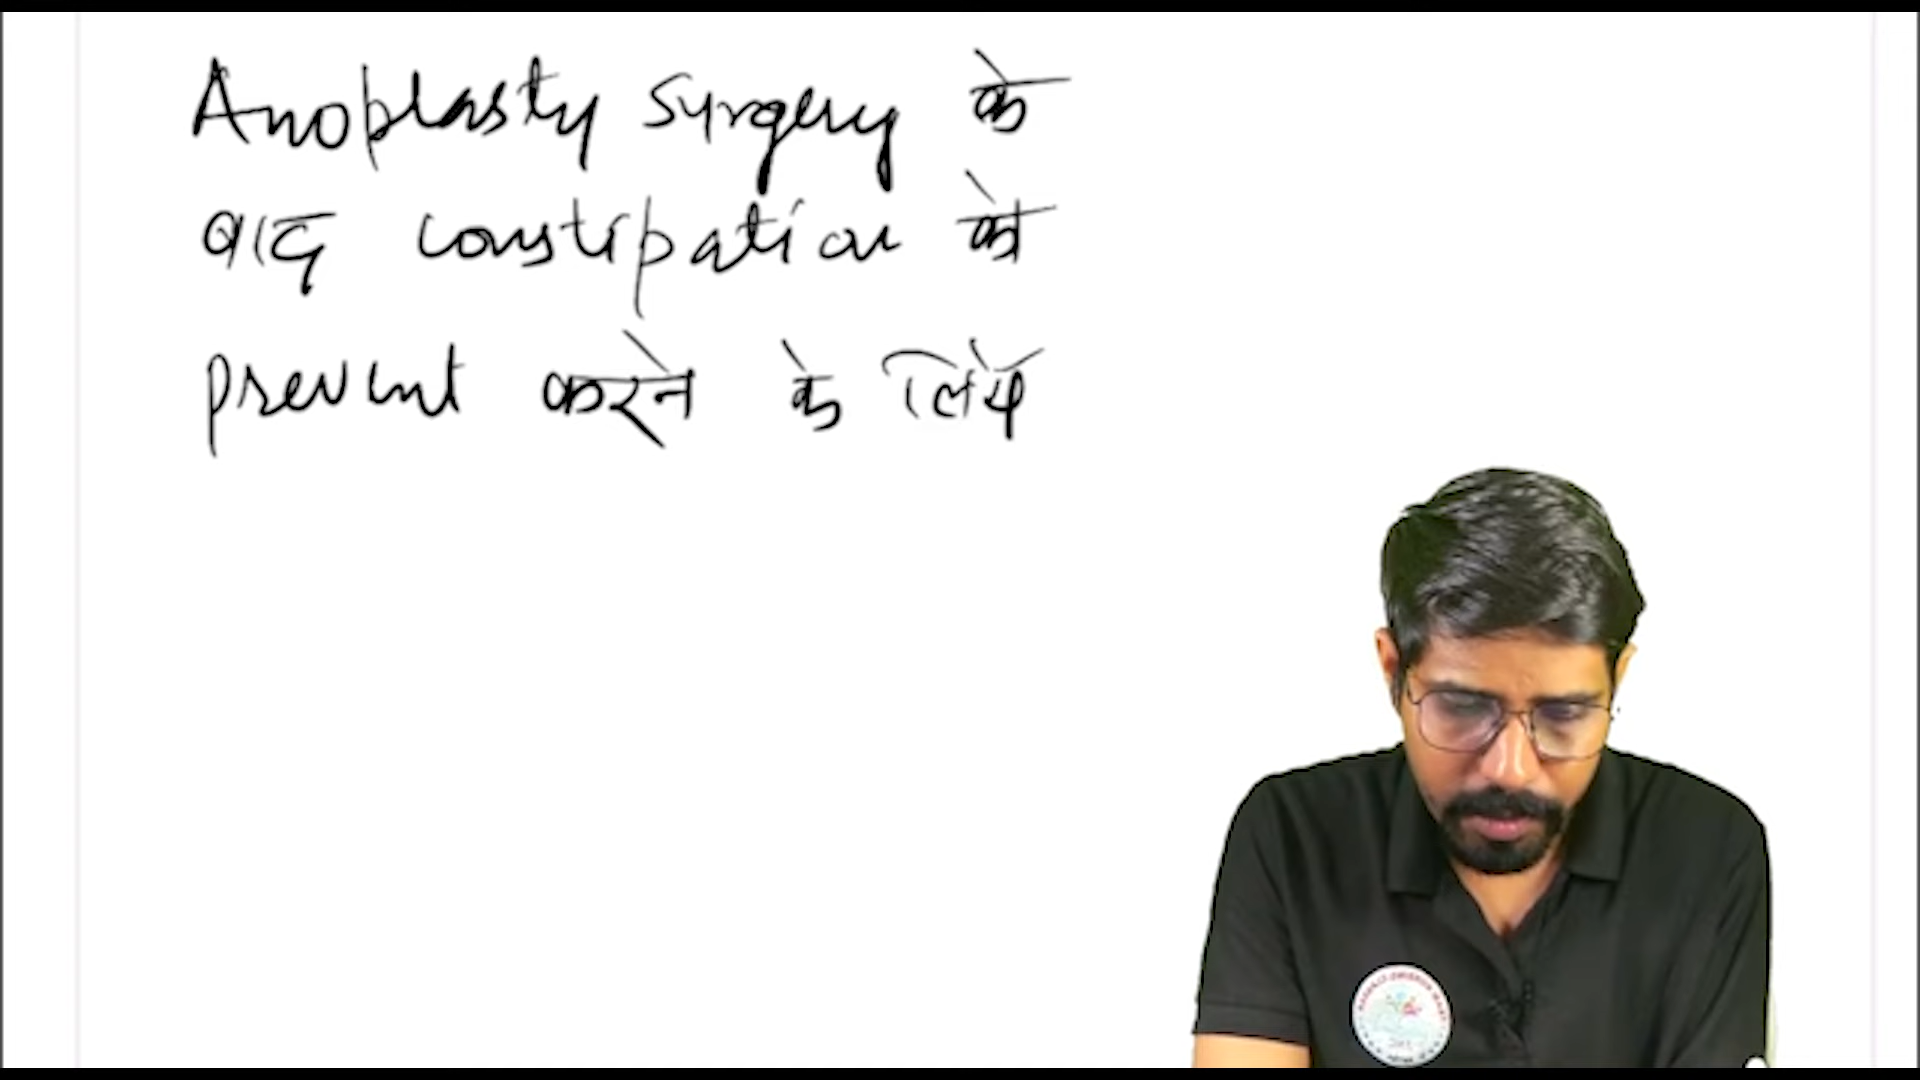 Anoplasty surgery के
बाद constipation को
prevent करने के लिये